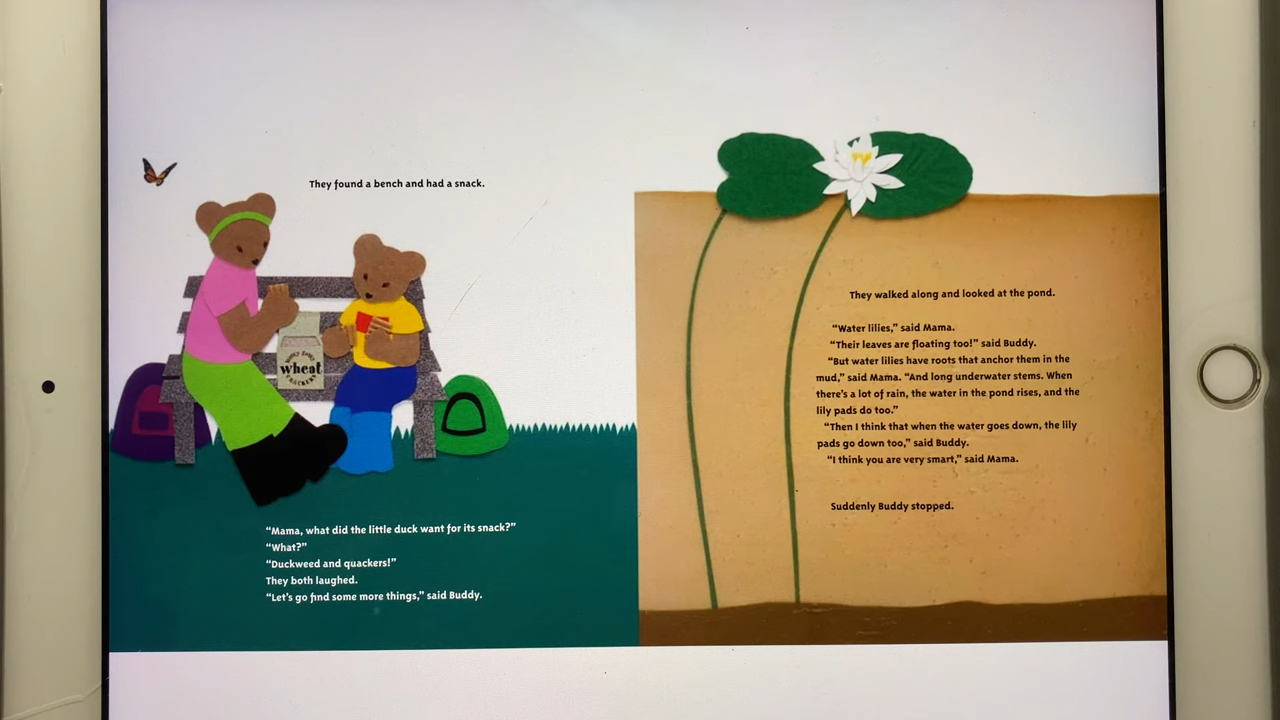 They found a bench and had a snack.
wheat
CRACKERS
“Mama, what did the little duck want for its snack?”
“What?”
“Duckweed and quackers!”
They both laughed.
“Let’s go find some more things,” said Buddy.
They walked along and looked at the pond.
“Water lilies,” said Mama.
“Their leaves are floating too!” said Buddy.
“But water lilies have roots that anchor them in the
mud,” said Mama. “And long underwater stems. When
there’s a lot of rain, the water in the pond rises, and the
lily pads do too.”
“Then I think that when the water goes down, the lily
pads go down too,” said Buddy.
“I think you are very smart,” said Mama.
Suddenly Buddy stopped.